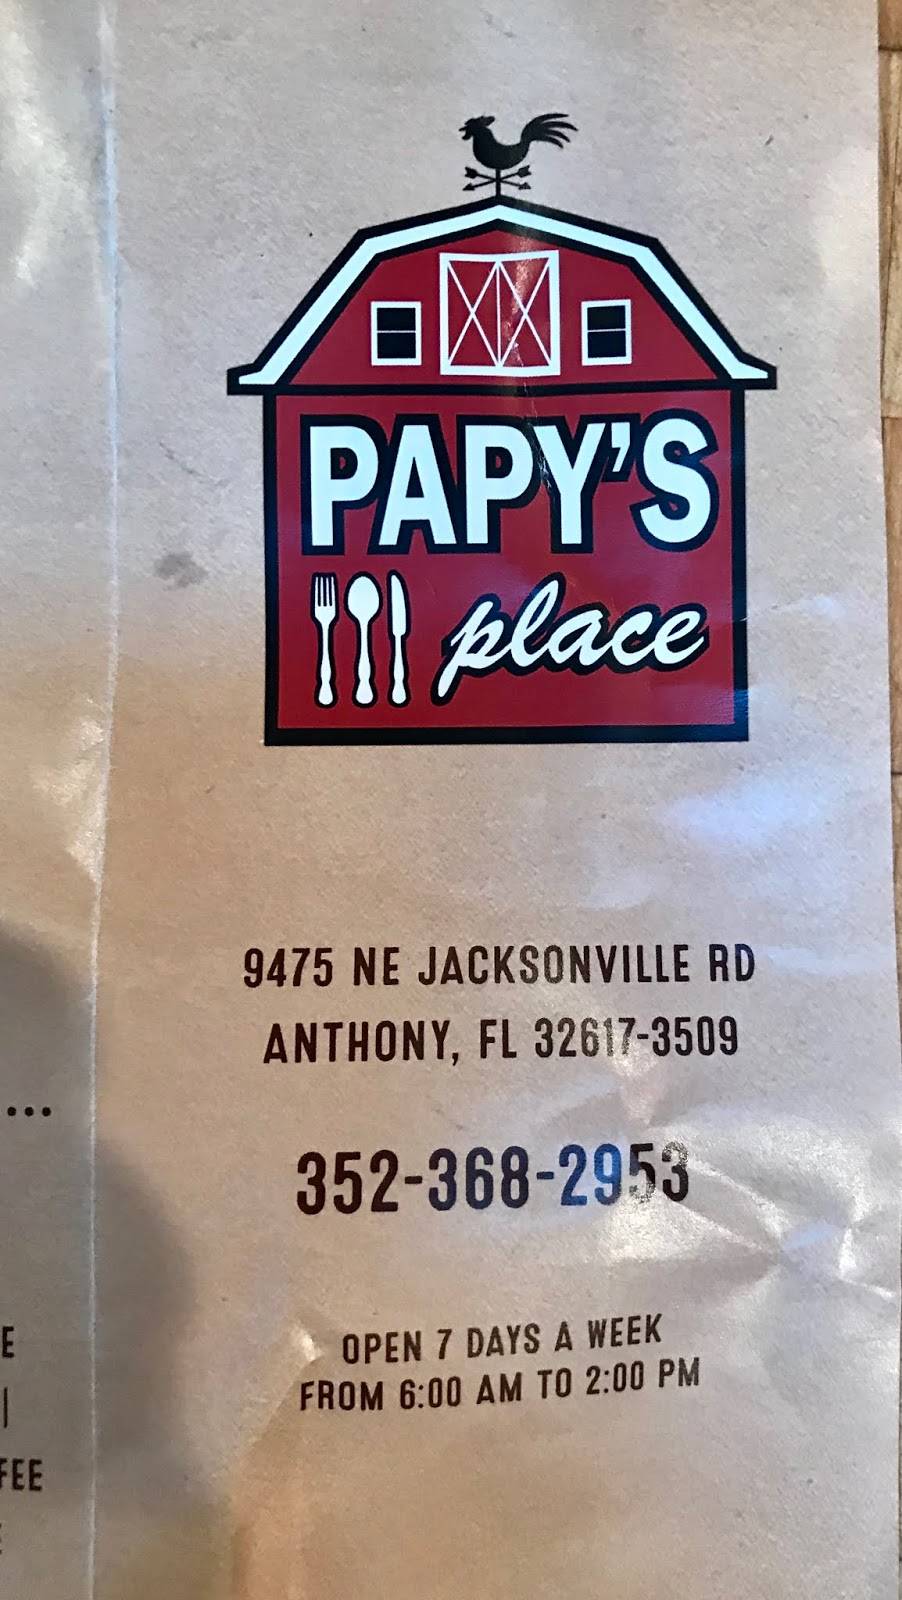 PAPY'S
place
9475 NE JACKSONVILLE RD
ANTHONY, FL 32617-3509
...
352-368-2953
OPEN 7 DAYS A WEEK
FROM 6:00 AM TO 2:00 PM